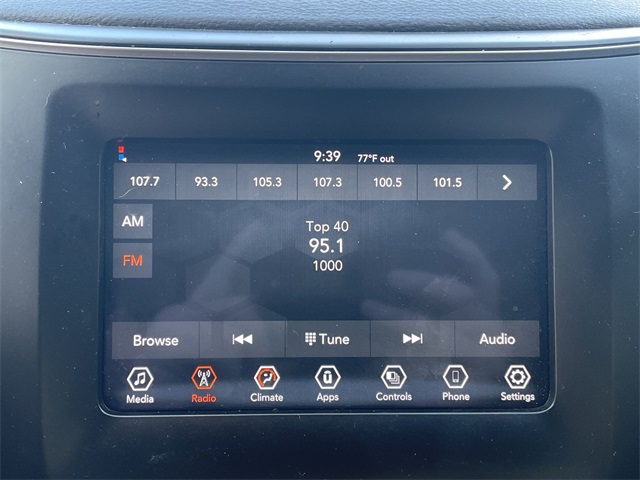 9:39 77°F out
107.7 93.3 105.3 107.3 100.5 101.5
AM
Top 40
95.1
FM
1000
Browse Tune Audio
Media Radio Climate Apps Controls Phone Settings